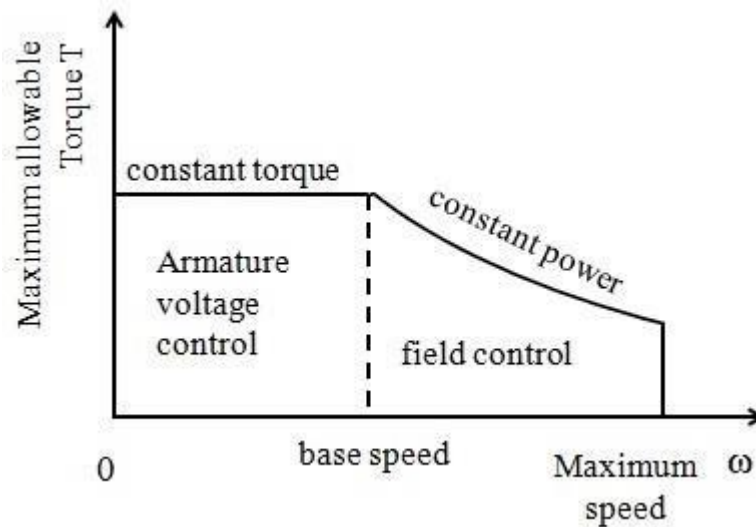 Maximum allowable
Torque T
constant torque
constant power
Armature
voltage
control
field control
0
base speed
Maximum
speed
ω